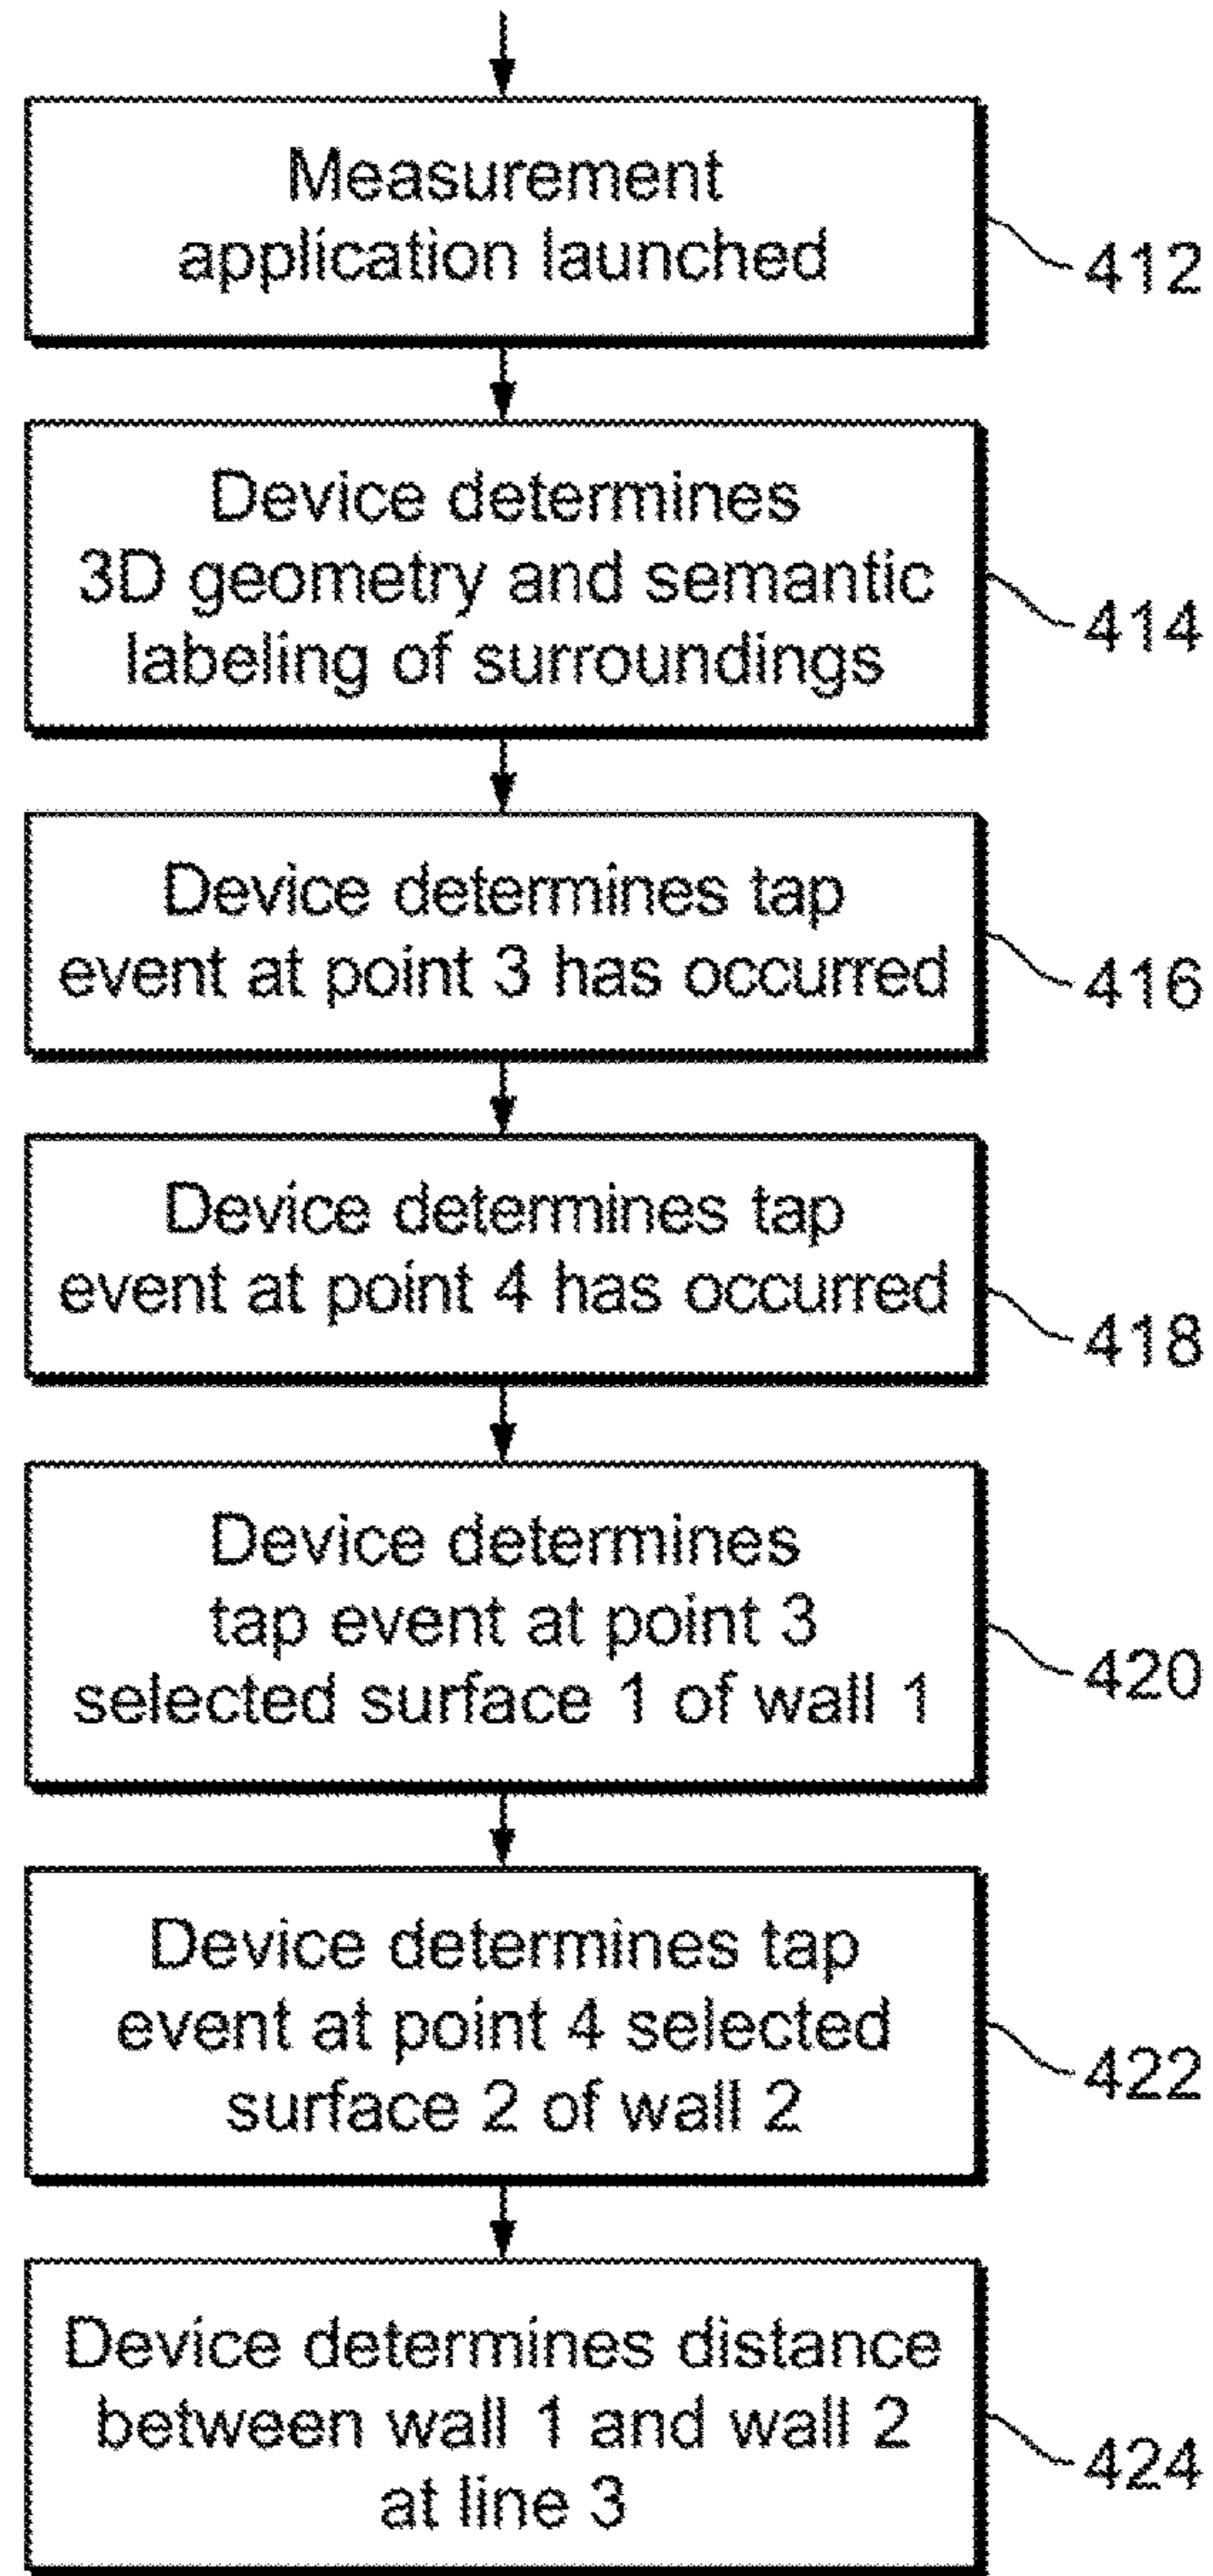 Measurement
application launched
412
Device determines
3D geometry and semantic
labeling of surroundings
414
Device determines tap
event at point 3 has occurred
416
Device determines tap
event at point 4 has occurred
418
Device determines
tap event at point 3
selected surface 1 of wall 1
420
Device determines tap
event at point 4 selected
surface 2 of wall 2
422
Device determines distance
between wall 1 and wall 2
at line 3
424